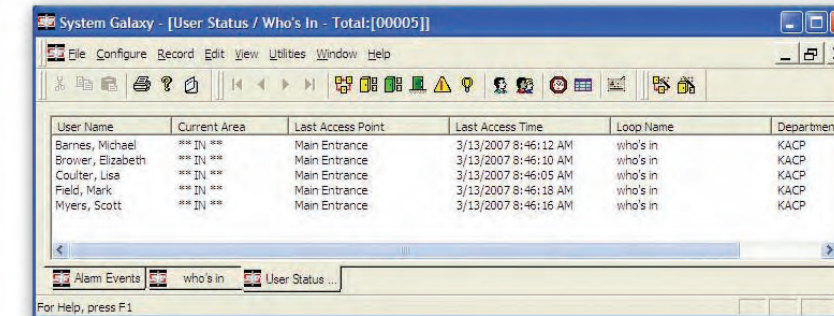 System Galaxy - [User Status / Who's In - Total:[00005]]
File Configure Record Edit View Utilities Window Help
User Name Current Area Last Access Point Last Access Time Loop Name Departmen
Barnes, Michael ** IN ** Main Entrance 3/13/2007 8:46:12 AM who's in KACP
Brower, Elizabeth ** IN ** Main Entrance 3/13/2007 8:46:10 AM who's in KACP
Coulter, Lisa ** IN ** Main Entrance 3/13/2007 8:46:05 AM who's in KACP
Field, Mark ** IN ** Main Entrance 3/13/2007 8:46:18 AM who's in KACP
Myers, Scott ** IN ** Main Entrance 3/13/2007 8:46:16 AM who's in KACP
Alarm Events who's in User Status ...
For Help, press F1